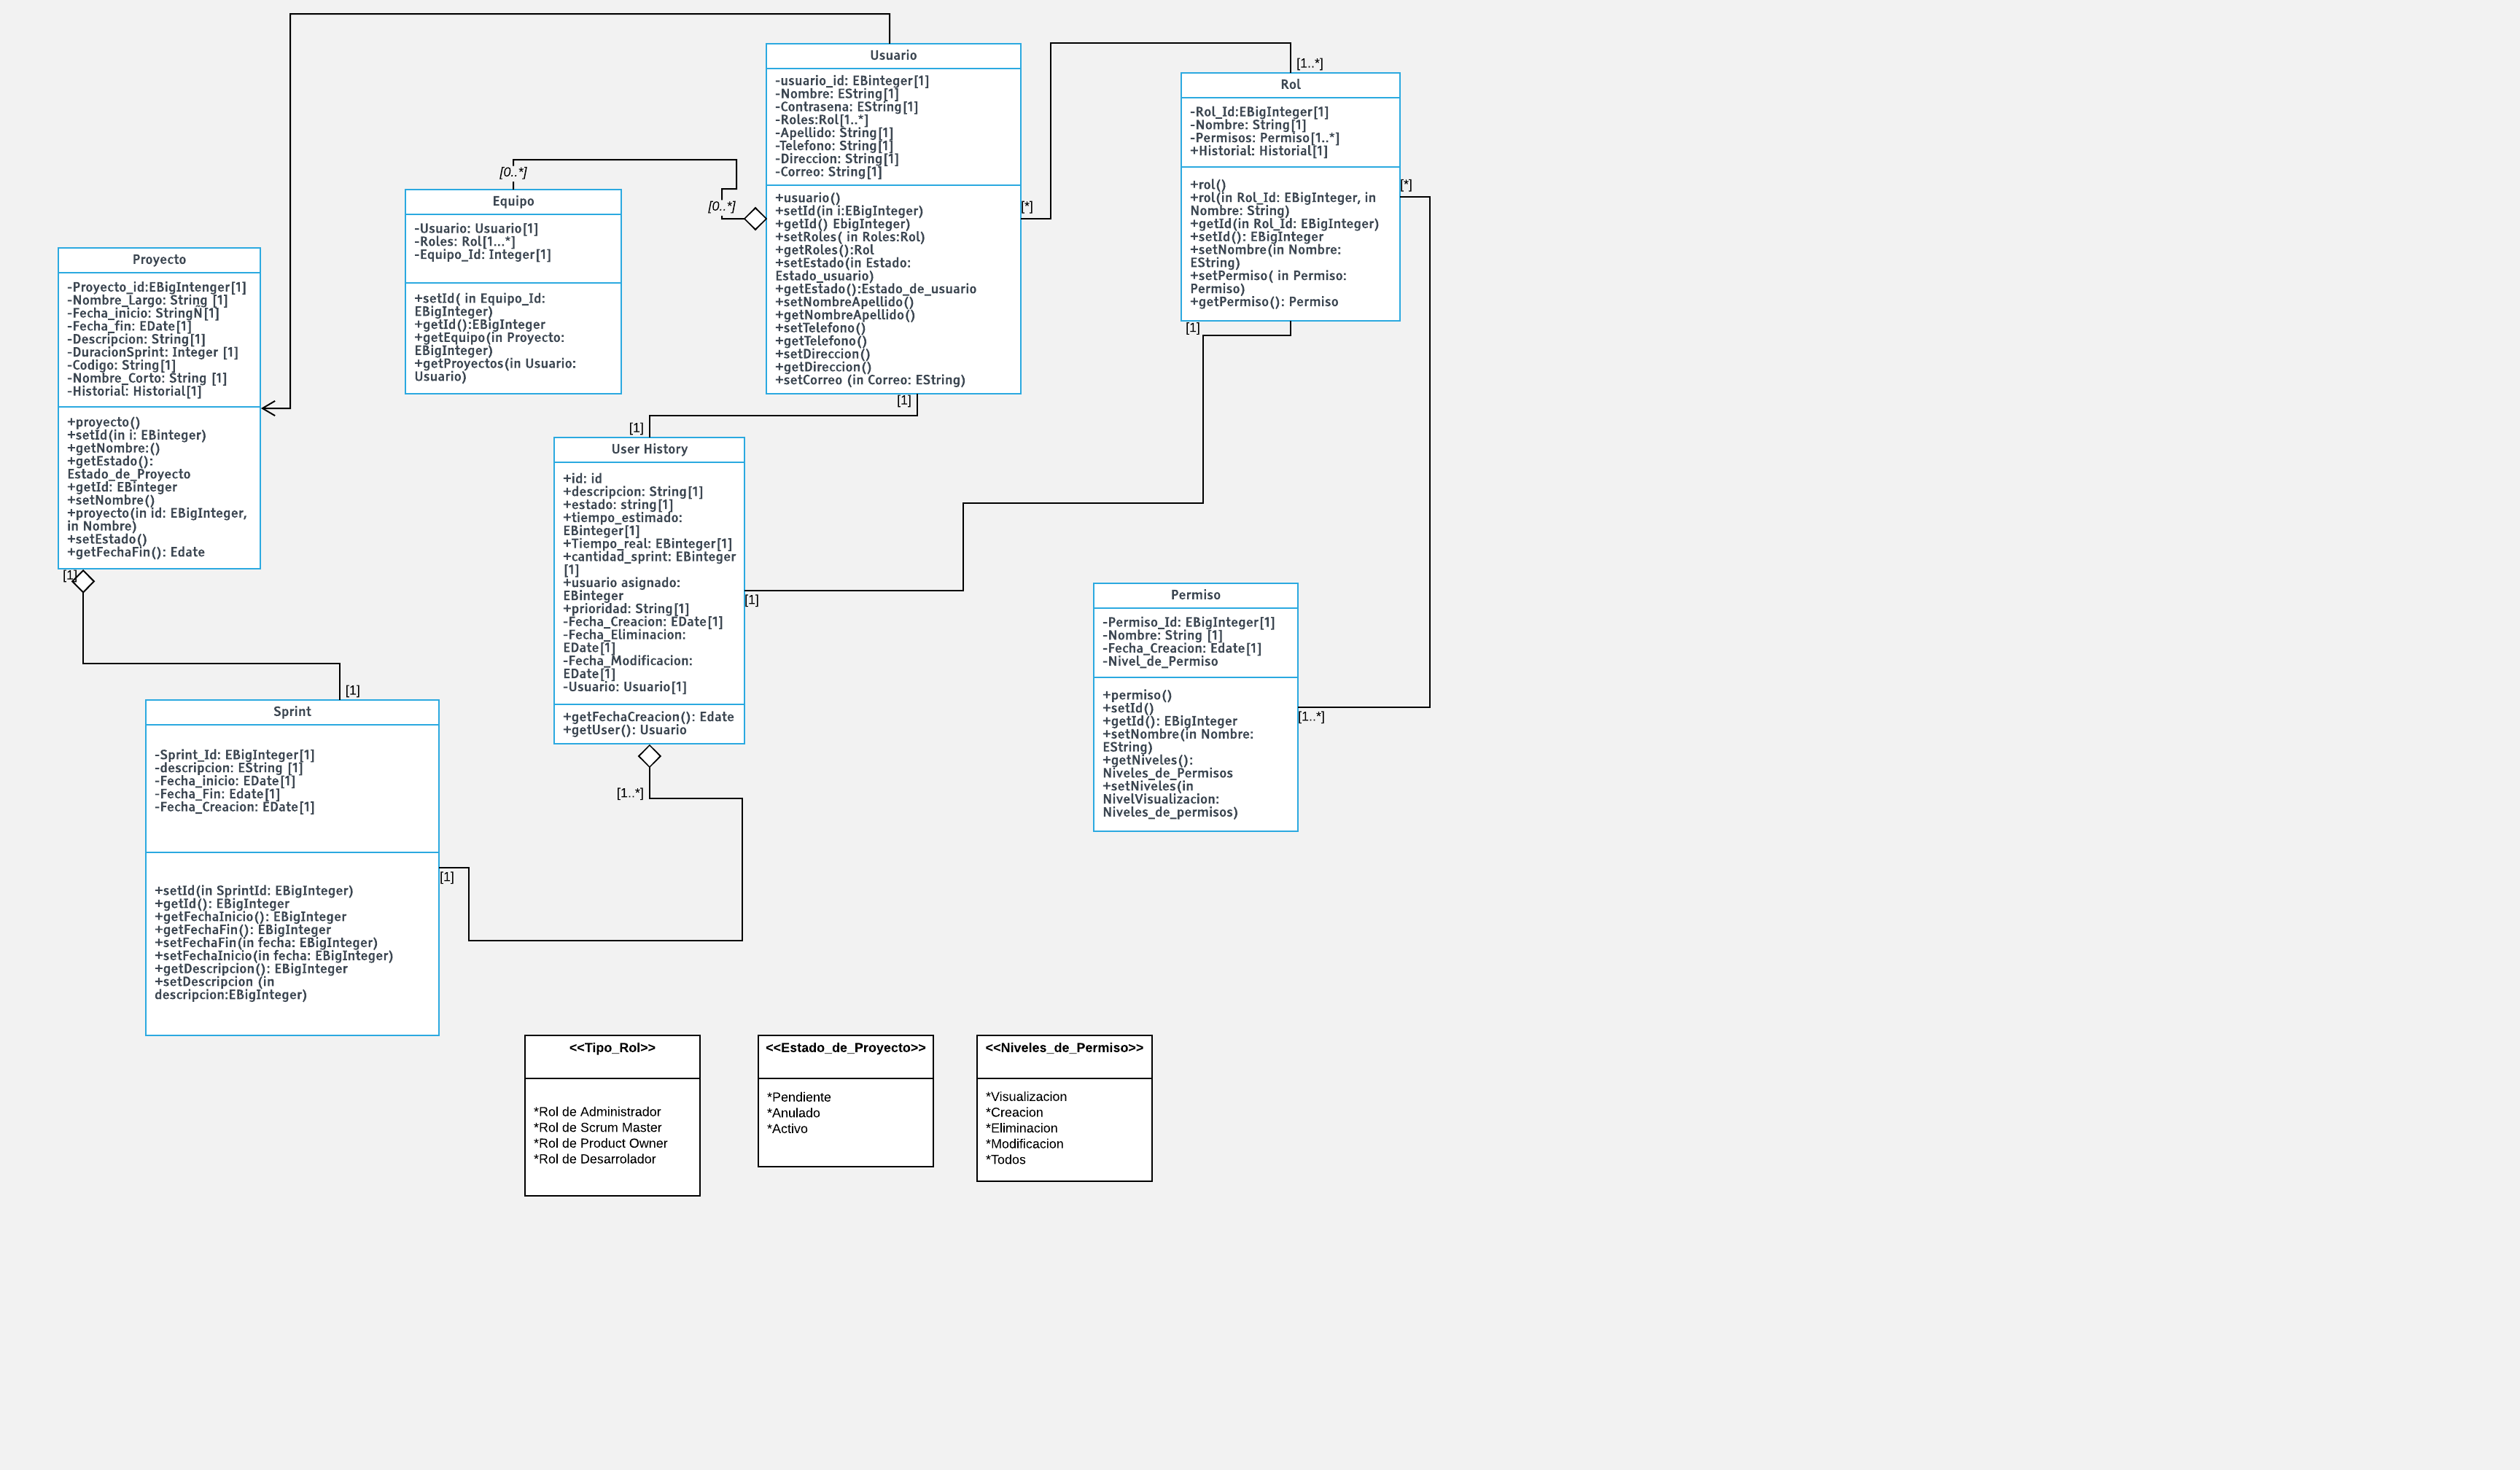 Usuario
-usuario_id: EBinteger[1]
-Nombre: EString[1]
-Contrasena: EString[1]
-Roles:Rol[1..*]
-Apellido: String[1]
-Telefono: String[1]
-Direccion: String[1]
-Correo: String[1]
+usuario()
+setId(in i:EBigInteger)
+getId() EbigInteger)
+setRoles( in Roles:Rol)
+getRoles():Rol
+setEstado(in Estado:
Estado_usuario)
+getEstado():Estado_de_usuario
+setNombreApellido()
+getNombreApellido()
+setTelefono()
+getTelefono()
+setDireccion()
+getDireccion()
+setCorreo (in Correo: EString)
[*]
[1..*]
Rol
-Rol_Id:EBigInteger[1]
-Nombre: String[1]
-Permisos: Permiso[1..*]
+Historial: Historial[1]
+rol()
+rol(in Rol_Id: EBigInteger, in
Nombre: String)
+getId(in Rol_Id: EBigInteger)
+setId(): EBigInteger
+setNombre(in Nombre:
EString)
+setPermiso( in Permiso:
Permiso)
+getPermiso(): Permiso
[*]
[1]
[0..*]
[0..*]
Equipo
-Usuario: Usuario[1]
-Roles: Rol[1...*]
-Equipo_Id: Integer[1]
+setId( in Equipo_Id:
EBigInteger)
+getId():EBigInteger
+getEquipo(in Proyecto:
EBigInteger)
+getProyectos(in Usuario:
Usuario)
Proyecto
-Proyecto_id:EBigIntenger[1]
-Nombre_Largo: String [1]
-Fecha_inicio: StringÑ[1]
-Fecha_fin: EDate[1]
-Descripcion: String[1]
-DuracionSprint: Integer [1]
-Codigo: String[1]
-Nombre_Corto: String [1]
-Historial: Historial[1]
+proyecto()
+setId(in i: EBinteger)
+getNombre:()
+getEstado():
Estado_de_Proyecto
+getId: EBinteger
+setNombre()
+proyecto(in id: EBigInteger,
in Nombre)
+setEstado()
+getFechaFin(): Edate
[1]
[1]
[1]
User History
+id: id
+descripcion: String[1]
+estado: string[1]
+tiempo_estimado:
EBinteger[1]
+Tiempo_real: EBinteger[1]
+cantidad_sprint: EBinteger
[1]
+usuario asignado:
EBinteger
+prioridad: String[1]
-Fecha_Creacion: EDate[1]
-Fecha_Eliminacion:
EDate[1]
-Fecha_Modificacion:
EDate[1]
-Usuario: Usuario[1]
+getFechaCreacion(): Edate
+getUser(): Usuario
[1]
[1..*]
Permiso
-Permiso_Id: EBigInteger[1]
-Nombre: String [1]
-Fecha_Creacion: Edate[1]
-Nivel_de_Permiso
+permiso()
+setId()
+getId(): EBigInteger
+setNombre(in Nombre:
EString)
+getNiveles():
Niveles_de_Permisos
+setNiveles(in
NivelVisualizacion:
Niveles_de_permisos)
[1..*]
[1]
Sprint
-Sprint_Id: EBigInteger[1]
-descripcion: EString [1]
-Fecha_inicio: EDate[1]
-Fecha_Fin: Edate[1]
-Fecha_Creacion: EDate[1]
+setId(in SprintId: EBigInteger)
+getId(): EBigInteger
+getFechaInicio(): EBigInteger
+getFechaFin(): EBigInteger
+setFechaFin(in fecha: EBigInteger)
+setFechaInicio(in fecha: EBigInteger)
+getDescripcion(): EBigInteger
+setDescripcion (in
descripcion:EBigInteger)
[1]
<<Tipo_Rol>>
*Rol de Administrador
*Rol de Scrum Master
*Rol de Product Owner
*Rol de Desarrolador
<<Estado_de_Proyecto>>
*Pendiente
*Anulado
*Activo
<<Niveles_de_Permiso>>
*Visualizacion
*Creacion
*Eliminacion
*Modificacion
*Todos